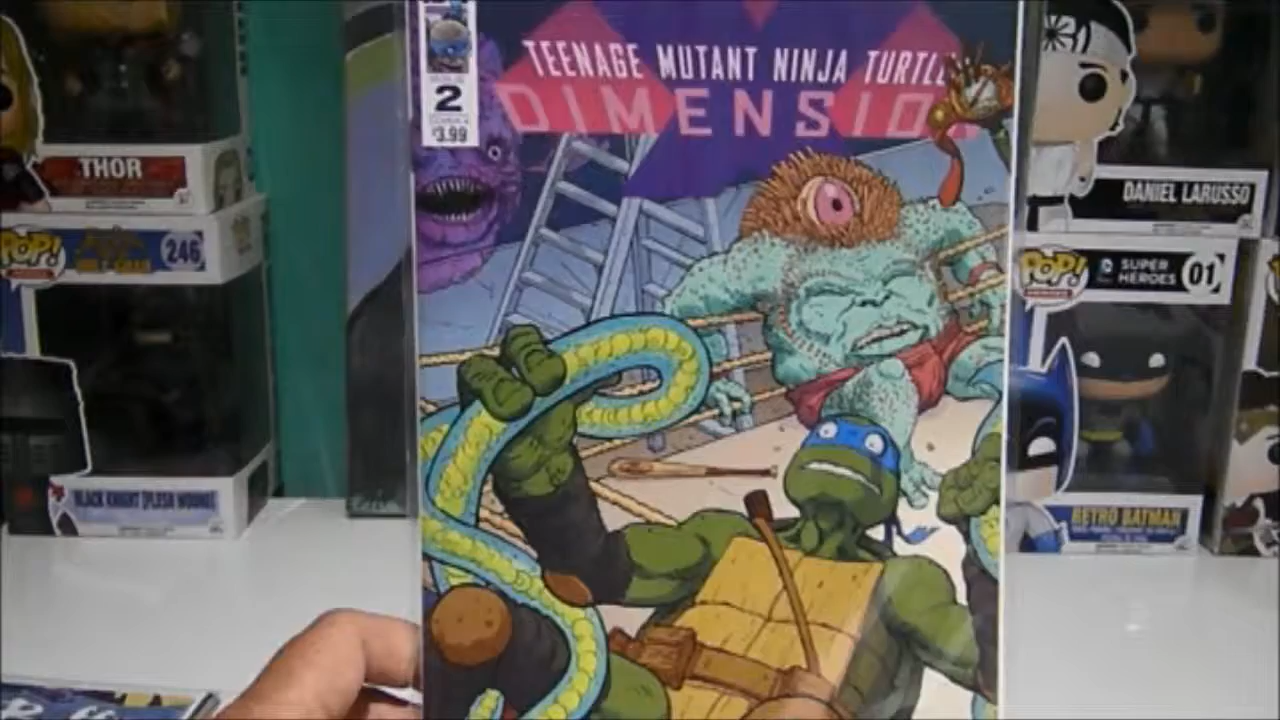 TEENAGE MUTANT NINJA TURTL
DIMENSIO
2
$3.99
THOR
POP!
246
BLACK KNIGHT (FLESH WOUND)
DANIEL LARUSSO
POP!
SUPER
HEROES
01
RETRO BATMAN